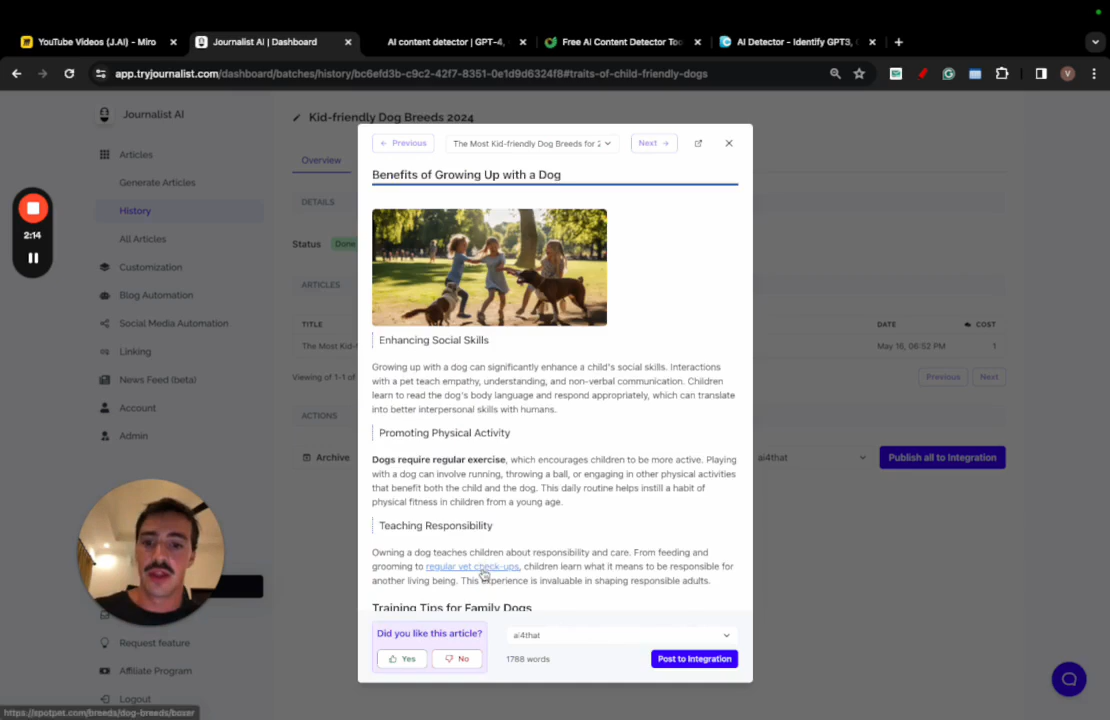 YouTube Videos (J.AI) - Miro
Journalist AI | Dashboard
AI content detector | GPT-4,
Free AI Content Detector Too
AI Detector - Identify GPT3,
app.tryjournalist.com/dashboard/batches/history/bc6efd3b-c9c2-42f7-8351-0e1d9d6324f8#traits-of-child-friendly-dogs
V
Journalist AI
Articles
Generate Articles
History
All Articles
Customization
Blog Automation
Social Media Automation
Linking
News Feed (beta)
Account
Admin
Request feature
Affiliate Program
Logout
2:14
Kid-friendly Dog Breeds 2024
Overview
DETAILS
Status
Done
ARTICLES
TITLE
DATE
COST
The Most Kid-f
May 16, 06:52 PM
1
Viewing of 1-1 of
Previous
Next
ACTIONS
Archive
ai4that
Publish all to Integration
← Previous
The Most Kid-friendly Dog Breeds for 2
Next →
Benefits of Growing Up with a Dog
Enhancing Social Skills
Growing up with a dog can significantly enhance a child's social skills. Interactions
with a pet teach empathy, understanding, and non-verbal communication. Children
learn to read the dog's body language and respond appropriately, which can translate
into better interpersonal skills with humans.
Promoting Physical Activity
Dogs require regular exercise, which encourages children to be more active. Playing
with a dog can involve running, throwing a ball, or engaging in other physical activities
that benefit both the child and the dog. This daily routine helps instill a habit of
physical fitness in children from a young age.
Teaching Responsibility
Owning a dog teaches children about responsibility and care. From feeding and
grooming to regular vet check-ups, children learn what it means to be responsible for
another living being. This experience is invaluable in shaping responsible adults.
Training Tips for Family Dogs
Did you like this article?
Yes
No
ai4that
1788 words
Post to Integration
https://spotpet.com/breeds/dog-breeds/boxer